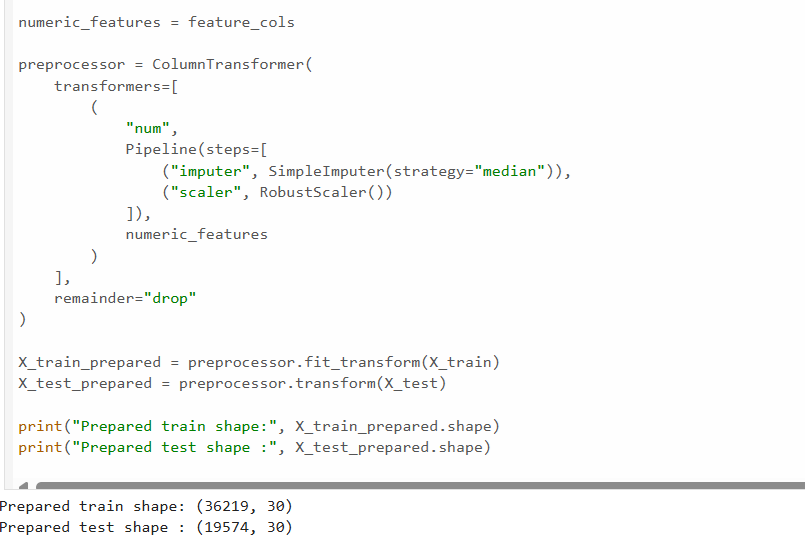 numeric_features = feature_cols
preprocessor = ColumnTransformer(
    transformers=[
        (
            "num",
            Pipeline(steps=[
                ("imputer", SimpleImputer(strategy="median")),
                ("scaler", RobustScaler())
            ]),
            numeric_features
        )
    ],
    remainder="drop"
)
X_train_prepared = preprocessor.fit_transform(X_train)
X_test_prepared = preprocessor.transform(X_test)
print("Prepared train shape:", X_train_prepared.shape)
print("Prepared test shape :", X_test_prepared.shape)
Prepared train shape: (36219, 30)
Prepared test shape : (19574, 30)